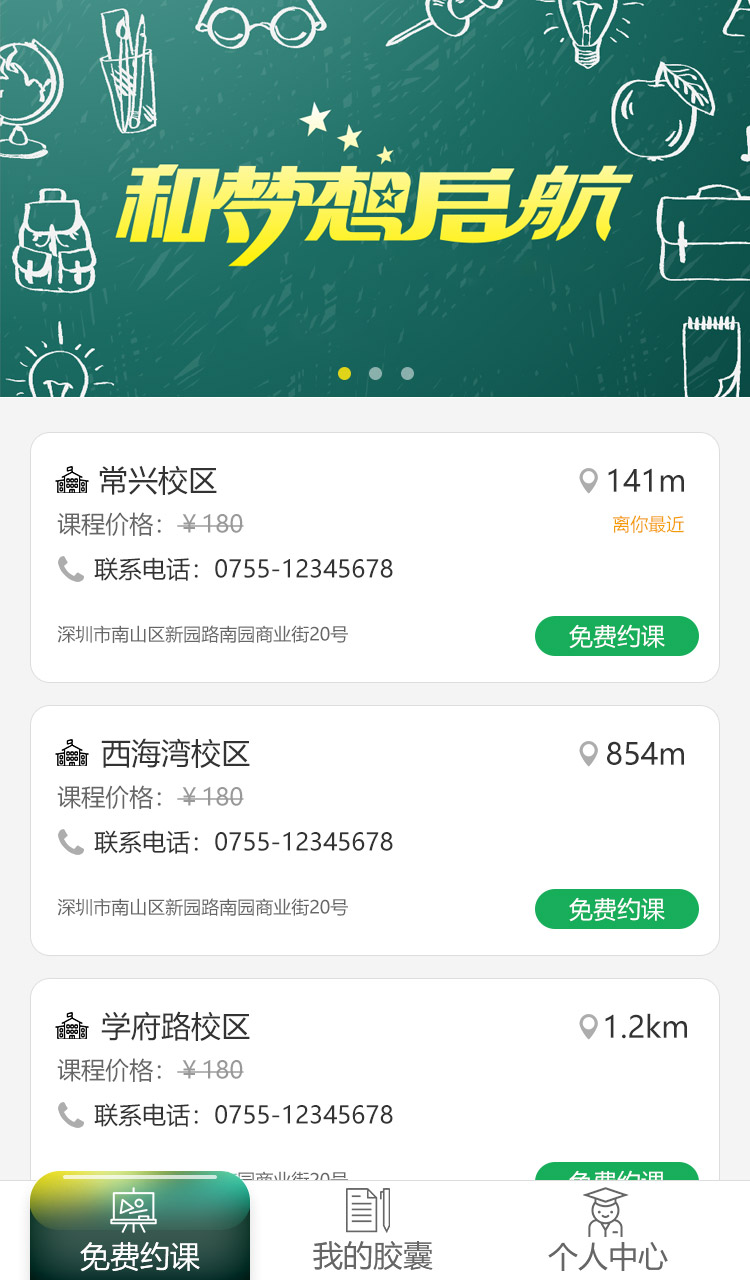 和梦想启航
常兴校区 141m
课程价格：￥180 离你最近
联系电话：0755-12345678
深圳市南山区新园路南园商业街20号 免费约课
西海湾校区 854m
课程价格：￥180
联系电话：0755-12345678
深圳市南山区新园路南园商业街20号 免费约课
学府路校区 1.2km
课程价格：￥180
联系电话：0755-12345678
园商业街20号 免费约课
免费约课 我的胶囊 个人中心